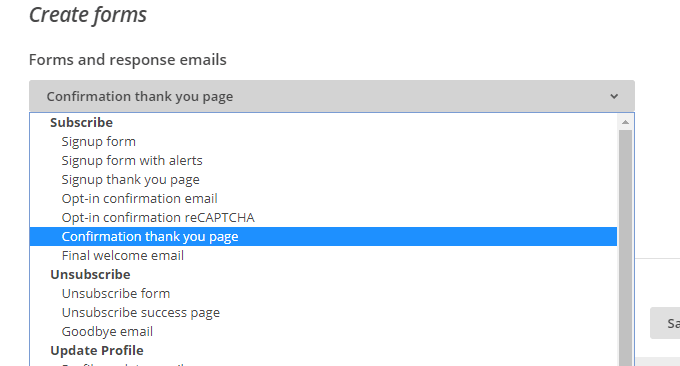 Create forms
Forms and response emails
Confirmation thank you page
Subscribe
Signup form
Signup form with alerts
Signup thank you page
Opt-in confirmation email
Opt-in confirmation reCAPTCHA
Confirmation thank you page
Final welcome email
Unsubscribe
Unsubscribe form
Unsubscribe success page
Goodbye email
Update Profile
Sa